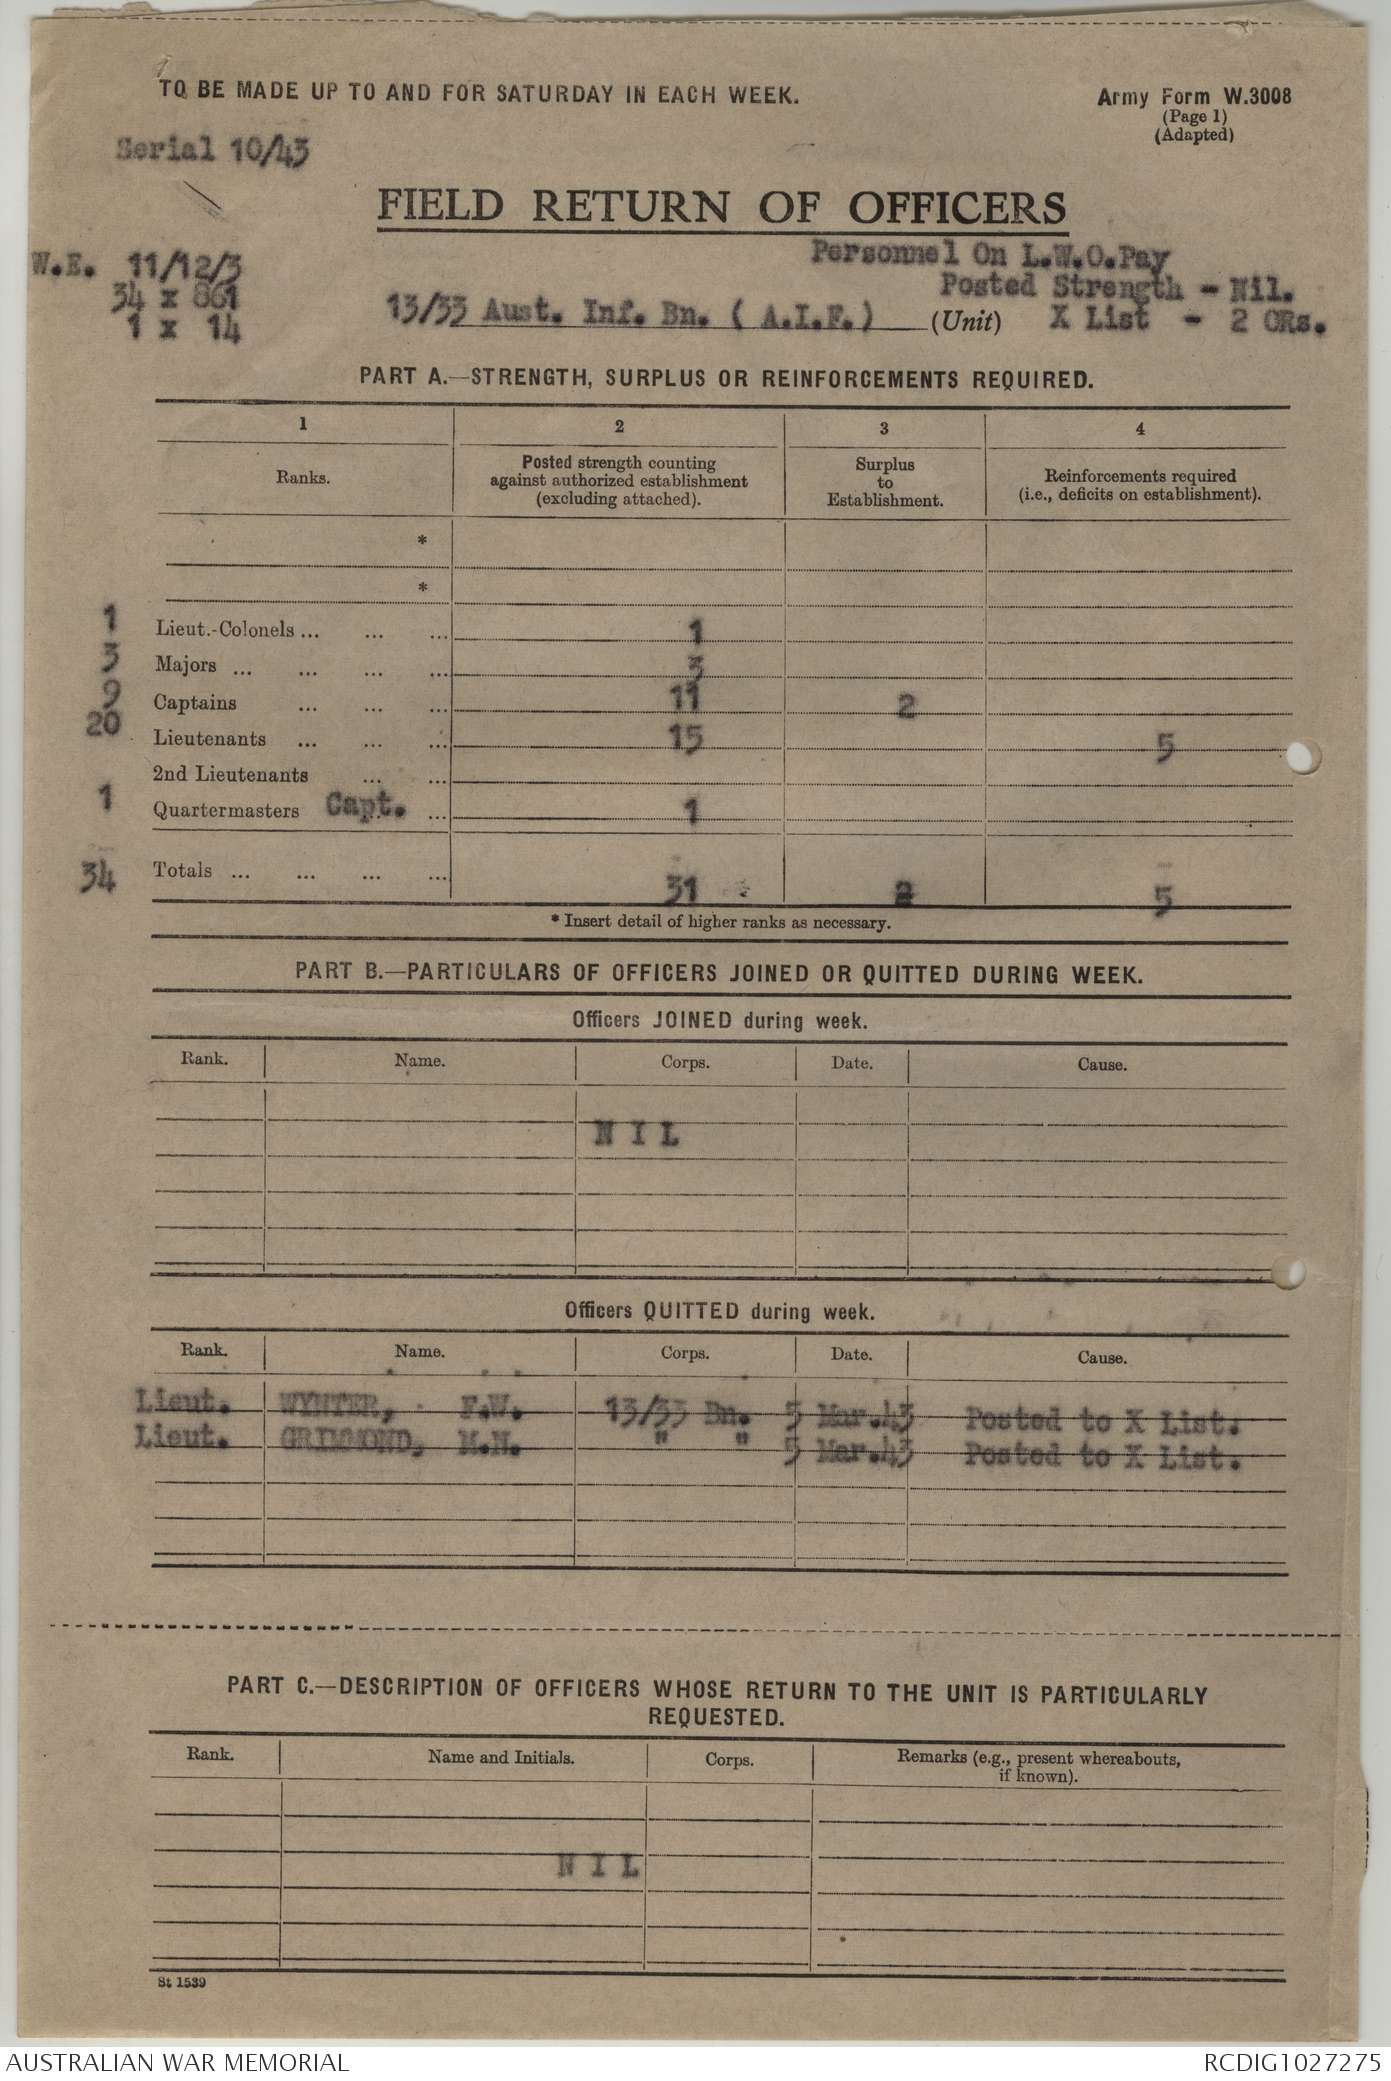 TO BE MADE UP TO AND FOR SATURDAY IN EACH WEEK.
Army Form W.3008
(Page 1)
(Adapted)
Serial 10/43
FIELD RETURN OF OFFICERS
W.E. 11/12/3
34 x 861
1 x 14
Personnel On L.W.O.Pay
Posted Strength - Nil.
13/33 Aust. Inf. Bn. ( A.I.F.) (Unit) X List - 2 ORs.
PART A.—STRENGTH, SURPLUS OR REINFORCEMENTS REQUIRED.
1 2 3 4
Ranks. Posted strength counting against authorized establishment (excluding attached). Surplus to Establishment. Reinforcements required (i.e., deficits on establishment).
*
*
1 Lieut.-Colonels ... ... ... 1
3 Majors ... ... ... ... 3
9 Captains ... ... ... 11 2
20 Lieutenants ... ... ... 15 5
2nd Lieutenants ... ...
1 Quartermasters Capt. ... 1
34 Totals ... ... ... ... 31 2 5
* Insert detail of higher ranks as necessary.
PART B.—PARTICULARS OF OFFICERS JOINED OR QUITTED DURING WEEK.
Officers JOINED during week.
Rank. Name. Corps. Date. Cause.
N I L
Officers QUITTED during week.
Rank. Name. Corps. Date. Cause.
Lieut. WYNTER, F.W. 13/33 Bn. 5 Mar.43 Posted to X List.
Lieut. GRIMMOND, M.N. " " 5 Mar.43 Posted to X List.
PART C.—DESCRIPTION OF OFFICERS WHOSE RETURN TO THE UNIT IS PARTICULARLY
REQUESTED.
Rank. Name and Initials. Corps. Remarks (e.g., present whereabouts, if known).
N I L
St 1539
AUSTRALIAN WAR MEMORIAL
RCDIG1027275